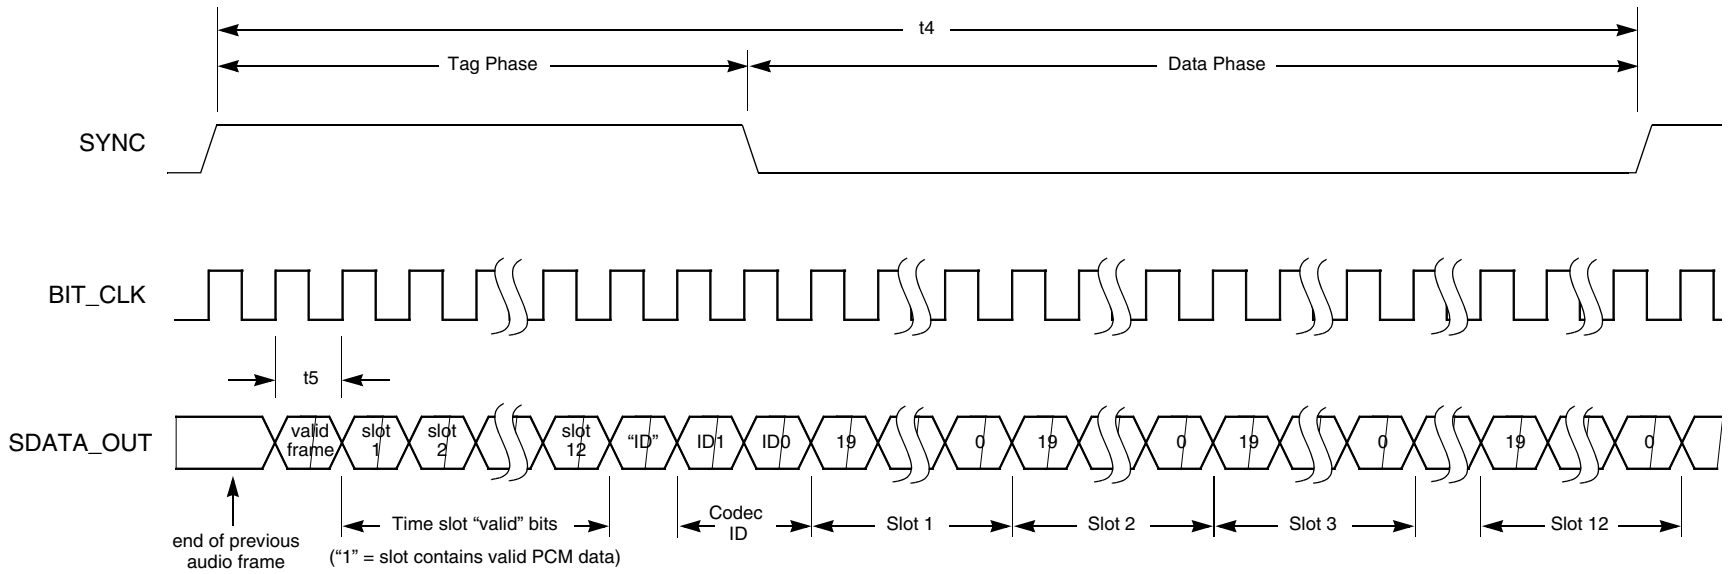 t4
Tag Phase
Data Phase
SYNC
BIT_CLK
t5
SDATA_OUT
valid
frame
slot
1
slot
2
slot
12
“ID”
ID1
ID0
19
0
19
0
19
0
19
0
end of previous
audio frame
Time slot “valid” bits
(“1” = slot contains valid PCM data)
Codec
ID
Slot 1
Slot 2
Slot 3
Slot 12